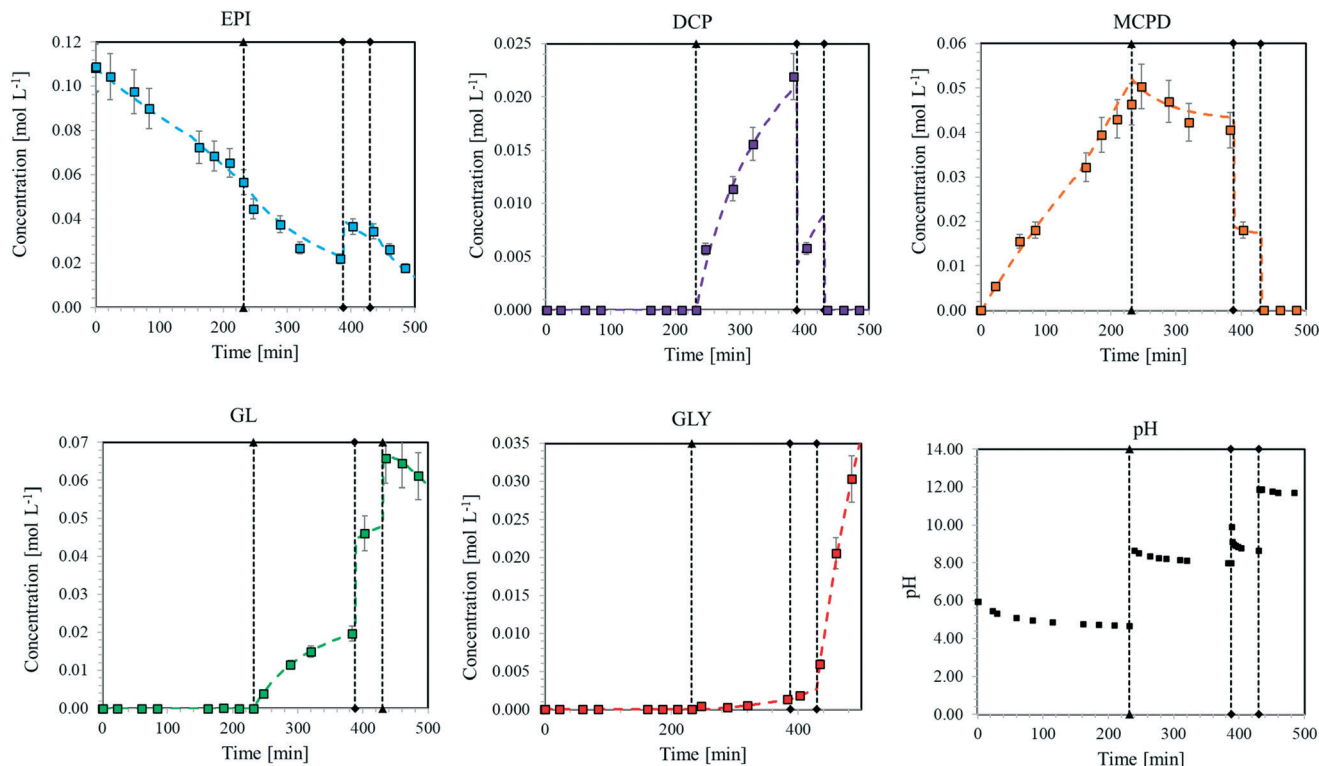 EPI
DCP
MCPD
0.12
0.10
0.08
0.06
0.04
0.02
0.00
Concentration [mol L-1]
0 100 200 300 400 500
Time [min]
0.025
0.020
0.015
0.010
0.005
0.000
Concentration [mol L-1]
0 100 200 300 400 500
Time [min]
0.06
0.05
0.04
0.03
0.02
0.01
0.00
Concentration [mol L-1]
0 100 200 300 400 500
Time [min]
GL
GLY
pH
0.07
0.06
0.05
0.04
0.03
0.02
0.01
0.00
Concentration [mol L-1]
0 100 200 300 400 500
Time [min]
0.035
0.030
0.025
0.020
0.015
0.010
0.005
0.000
Concentration [mol L-1]
0 200 400
Time [min]
14.00
12.00
10.00
8.00
6.00
4.00
2.00
0.00
pH
0 100 200 300 400 500
Time [min]